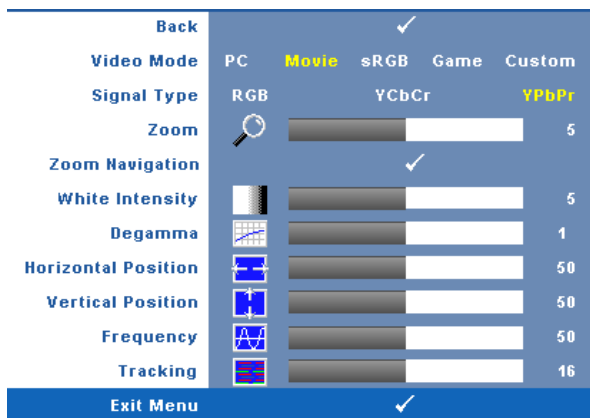 Back
Video Mode PC Movie sRGB Game Custom
Signal Type RGB YCbCr YPbPr
Zoom 5
Zoom Navigation
White Intensity 5
Degamma 1
Horizontal Position 50
Vertical Position 50
Frequency 50
Tracking 16
Exit Menu